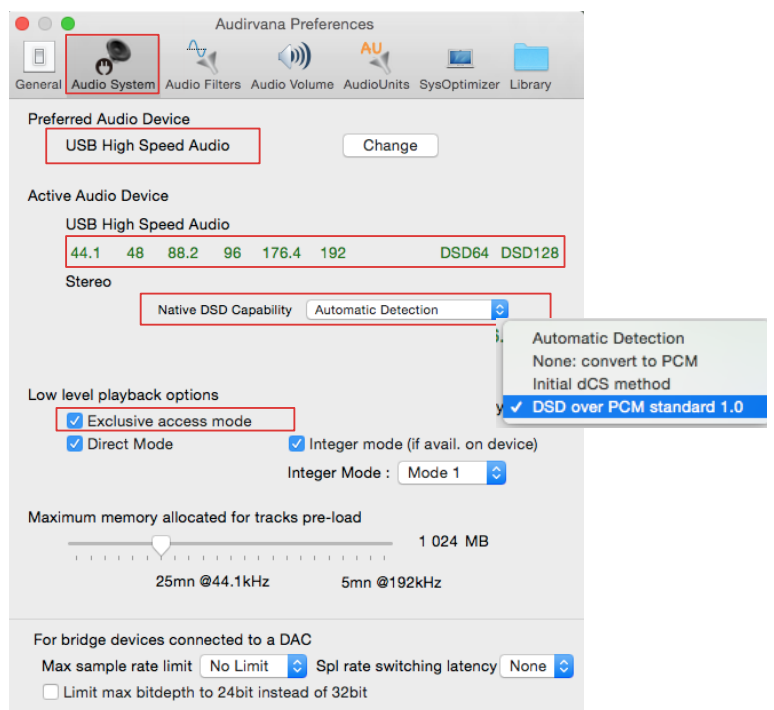 Audirvana Preferences
AU
General Audio System Audio Filters Audio Volume AudioUnits SysOptimizer Library
Preferred Audio Device
USB High Speed Audio Change
Active Audio Device
USB High Speed Audio
44.1 48 88.2 96 176.4 192 DSD64 DSD128
Stereo
Native DSD Capability Automatic Detection
Automatic Detection
None: convert to PCM
Initial dCS method
✓ DSD over PCM standard 1.0
Low level playback options
Exclusive access mode
Direct Mode Integer mode (if avail. on device)
Integer Mode : Mode 1
Maximum memory allocated for tracks pre-load
1 024 MB
25mn @44.1kHz 5mn @192kHz
For bridge devices connected to a DAC
Max sample rate limit No Limit Spl rate switching latency None
Limit max bitdepth to 24bit instead of 32bit